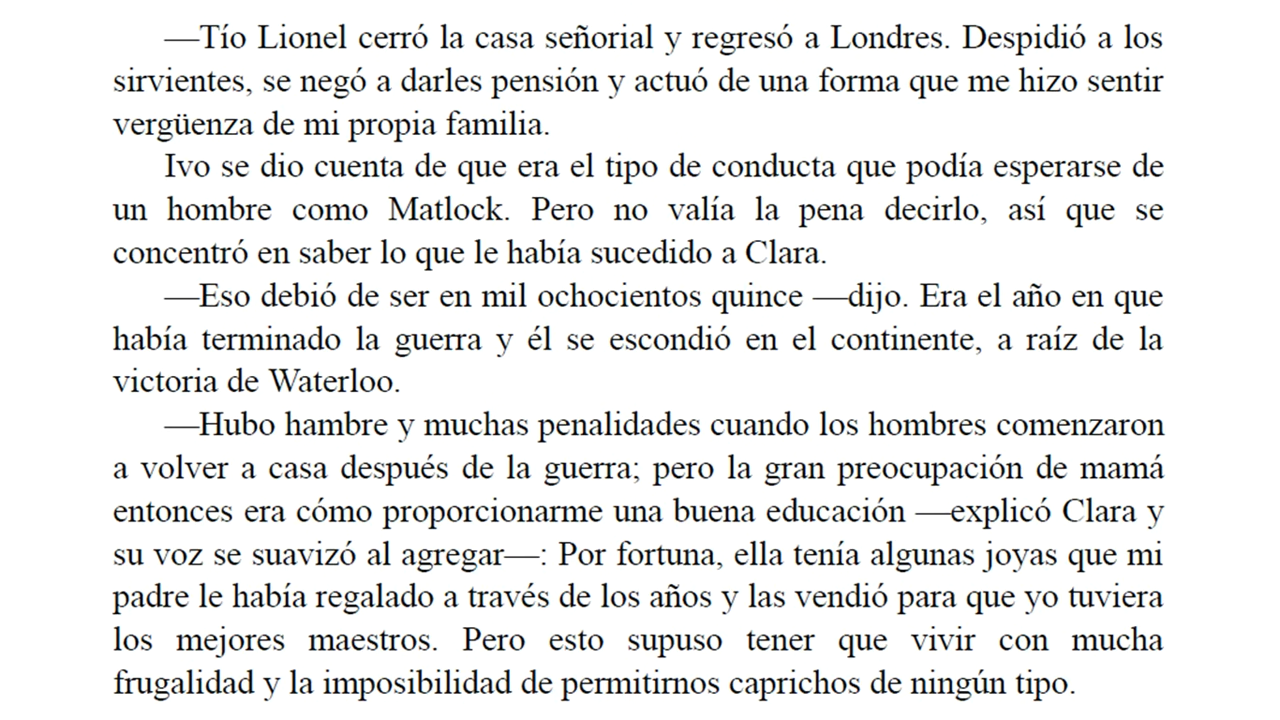 —Tío Lionel cerró la casa señorial y regresó a Londres. Despidió a los
sirvientes, se negó a darles pensión y actuó de una forma que me hizo sentir
vergüenza de mi propia familia.
Ivo se dio cuenta de que era el tipo de conducta que podía esperarse de
un hombre como Matlock. Pero no valía la pena decirlo, así que se
concentró en saber lo que le había sucedido a Clara.
—Eso debió de ser en mil ochocientos quince —dijo. Era el año en que
había terminado la guerra y él se escondió en el continente, a raíz de la
victoria de Waterloo.
—Hubo hambre y muchas penalidades cuando los hombres comenzaron
a volver a casa después de la guerra; pero la gran preocupación de mamá
entonces era cómo proporcionarme una buena educación —explicó Clara y
su voz se suavizó al agregar—: Por fortuna, ella tenía algunas joyas que mi
padre le había regalado a través de los años y las vendió para que yo tuviera
los mejores maestros. Pero esto supuso tener que vivir con mucha
frugalidad y la imposibilidad de permitirnos caprichos de ningún tipo.